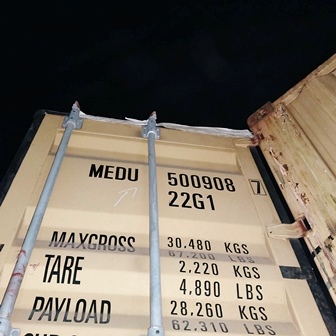 MEDU 500908 7
22G1
MAXGROSS 30,480 KGS
67,200 LBS
TARE 2,220 KGS
4,890 LBS
PAYLOAD 28,260 KGS
62,310 LBS